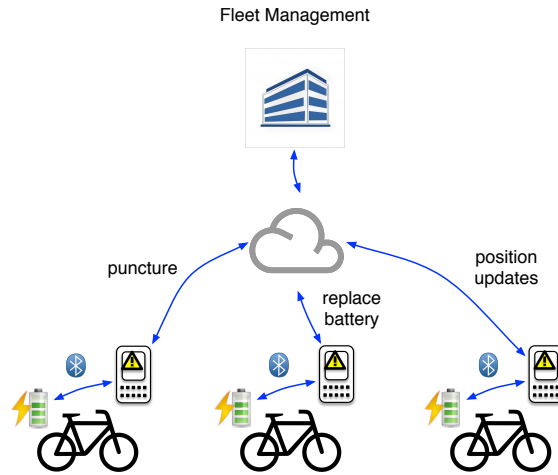 Fleet Management
puncture
position
updates
replace
battery